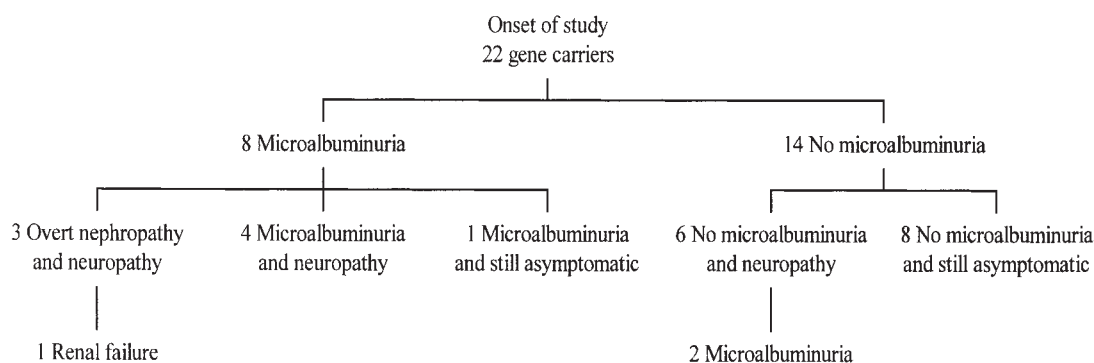 Onset of study
22 gene carriers
8 Microalbuminuria
14 No microalbuminuria
3 Overt nephropathy
and neuropathy
4 Microalbuminuria
and neuropathy
1 Microalbuminuria
and still asymptomatic
6 No microalbuminuria
and neuropathy
8 No microalbuminuria
and still asymptomatic
1 Renal failure
2 Microalbuminuria